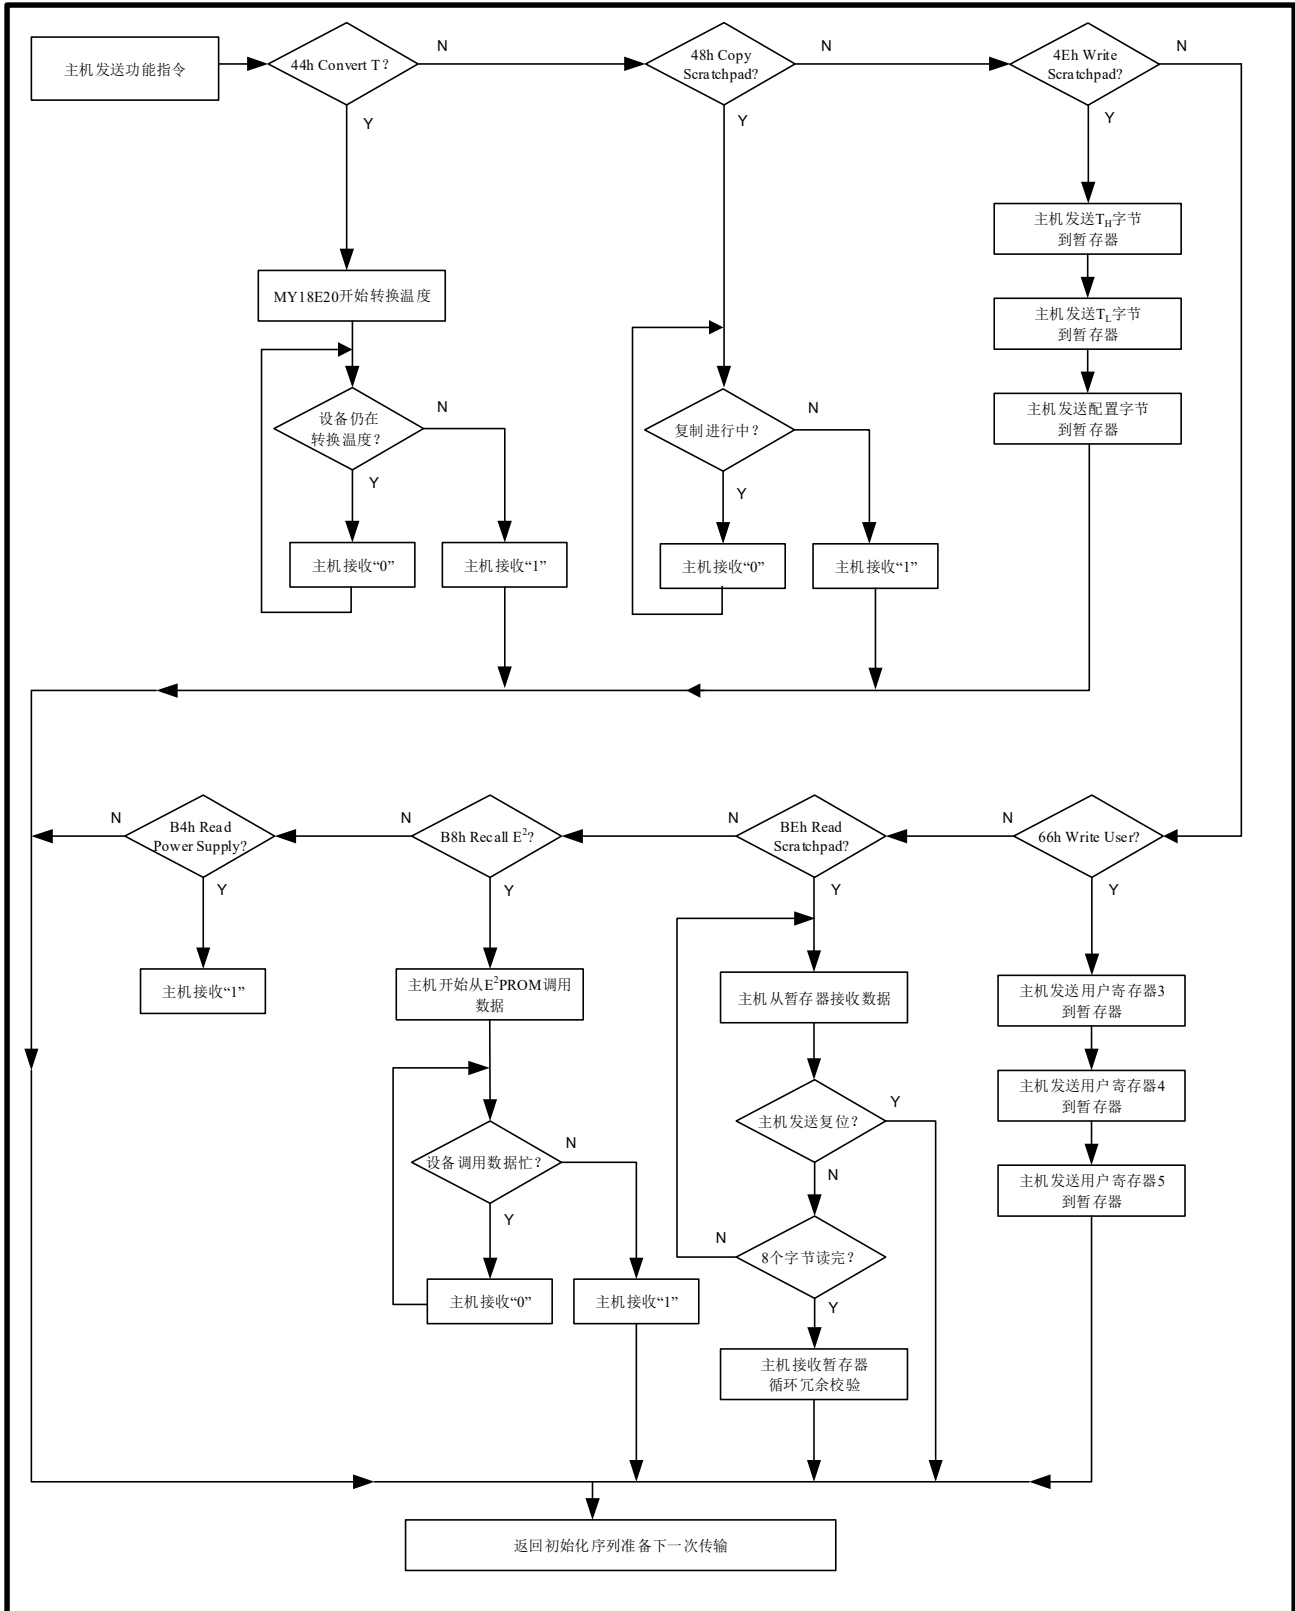 主机发送功能指令
44h Convert T？
N
48h Copy
Scratchpad?
N
4Eh Write
Scratchpad?
N
Y
Y
Y
主机发送TH字节
到暂存器
MY18E20开始转换温度
主机发送TL字节
到暂存器
设备仍在
转换温度？
N
复制进行中？
N
主机发送配置字节
到暂存器
Y
Y
主机接收“0”
主机接收“1”
主机接收“0”
主机接收“1”
N
B4h Read
Power Supply?
N
B8h Recall E²?
N
BEh Read
Scratchpad?
N
66h Write User?
Y
Y
Y
Y
主机接收“1”
主机开始从E²PROM调用
数据
主机从暂存器接收数据
主机发送用户寄存器3
到暂存器
主机发送用户寄存器4
到暂存器
主机发送复位？
Y
设备调用数据忙？
N
N
主机发送用户寄存器5
到暂存器
Y
N
8个字节读完？
主机接收“0”
主机接收“1”
Y
主机接收暂存器
循环冗余校验
返回初始化序列准备下一次传输